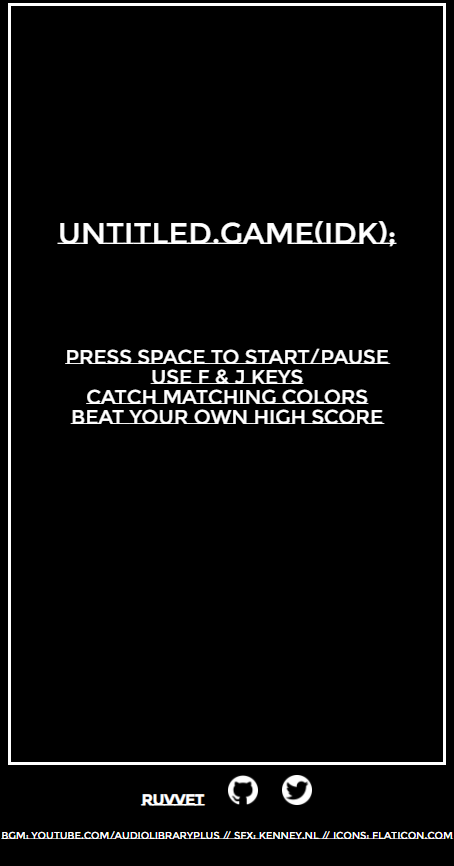 UNTITLED.GAME(IDK);
PRESS SPACE TO START/PAUSE
USE F & J KEYS
CATCH MATCHING COLORS
BEAT YOUR OWN HIGH SCORE
RUVVET
BGM: YOUTUBE.COM/AUDIOLIBRARYPLUS // SFX: KENNEY.NL // ICONS: FLATICON.COM